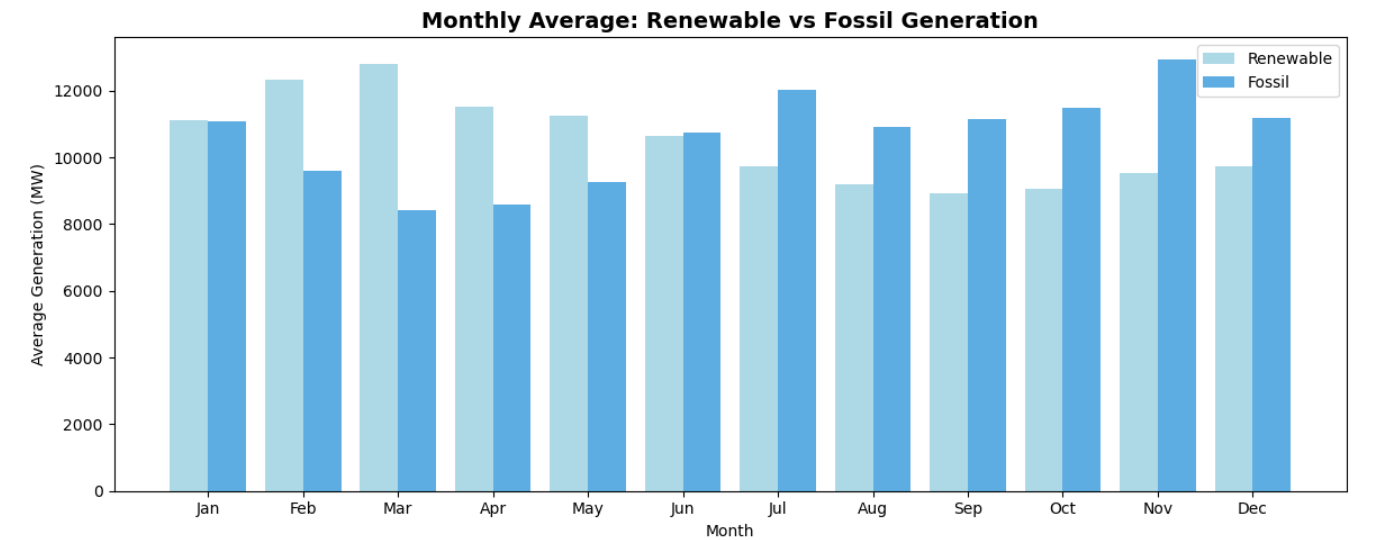 Monthly Average: Renewable vs Fossil Generation
Renewable
Fossil
Average Generation (MW)
12000
10000
8000
6000
4000
2000
0
Jan Feb Mar Apr May Jun Jul Aug Sep Oct Nov Dec
Month